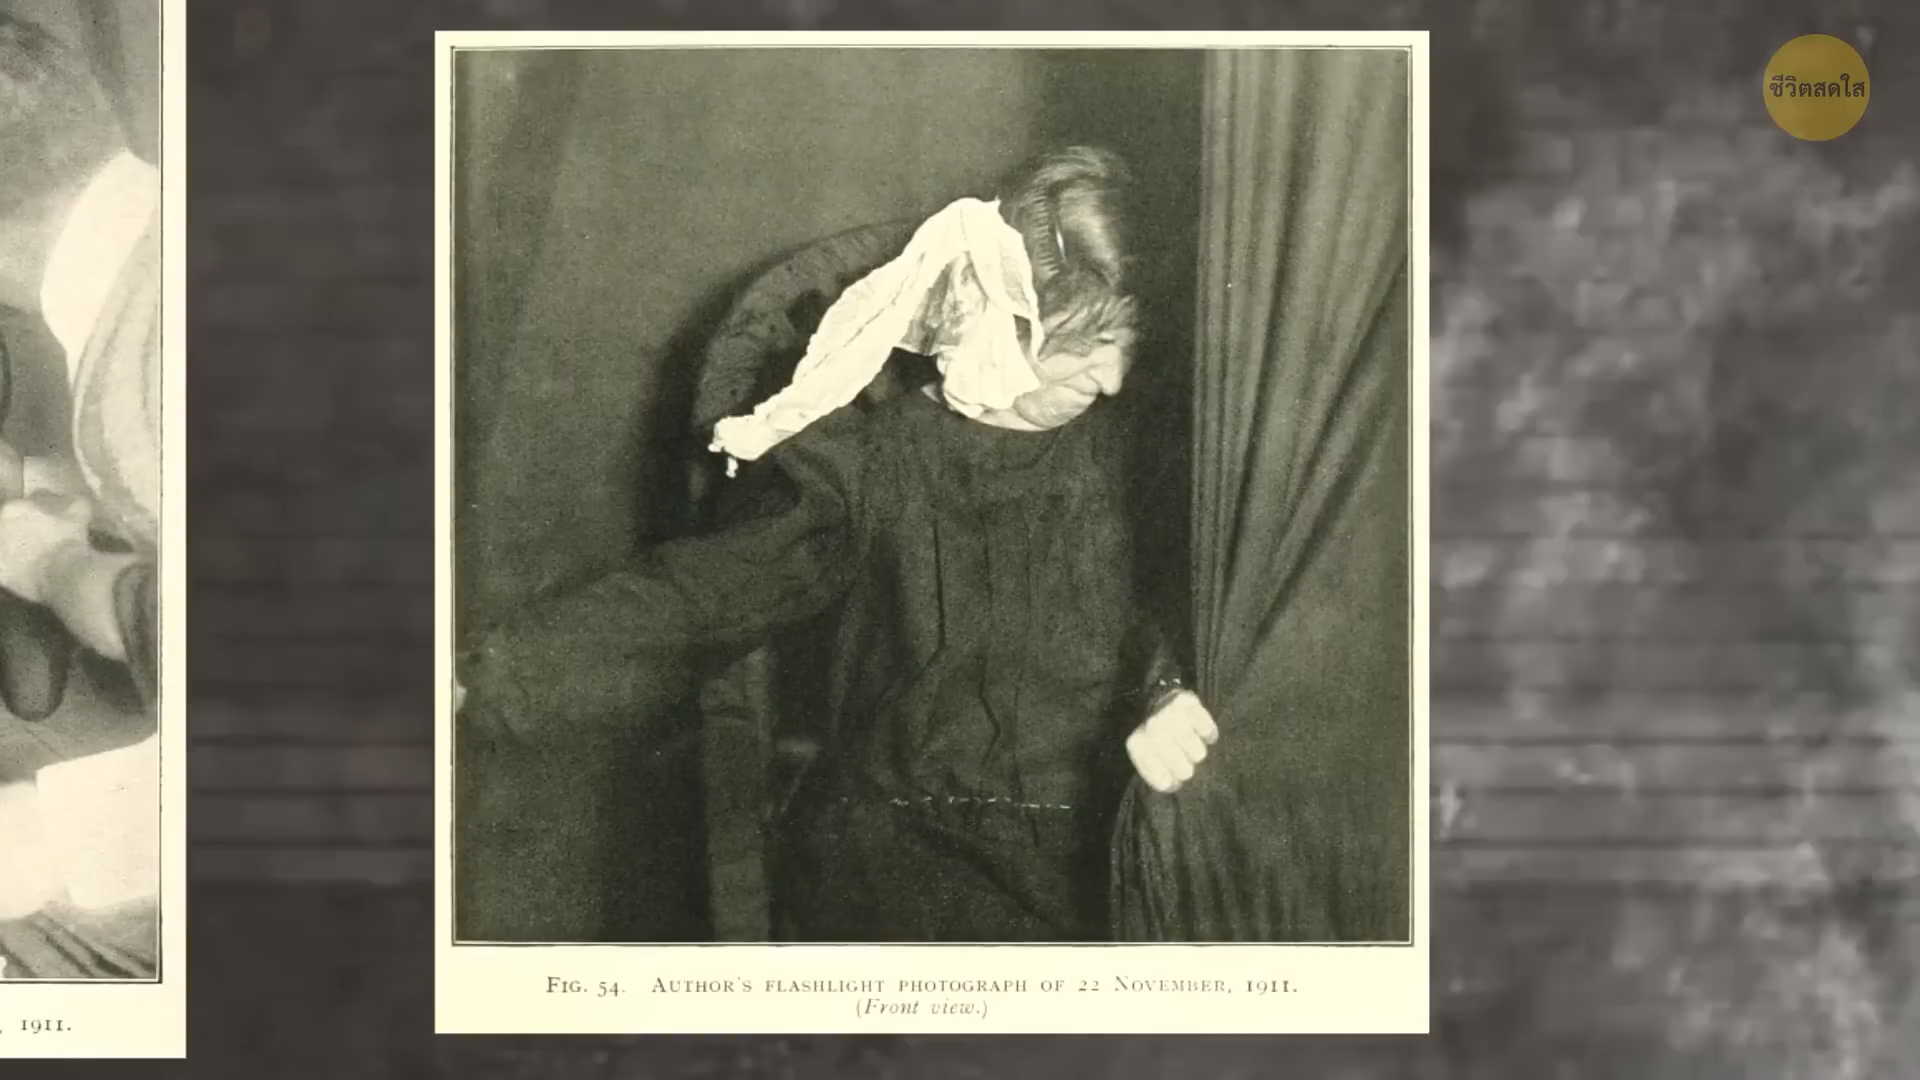 ชีวิตสดใส
FIG. 54. AUTHOR'S FLASHLIGHT PHOTOGRAPH OF 22 NOVEMBER, 1911.
(Front view.)
, 1911.